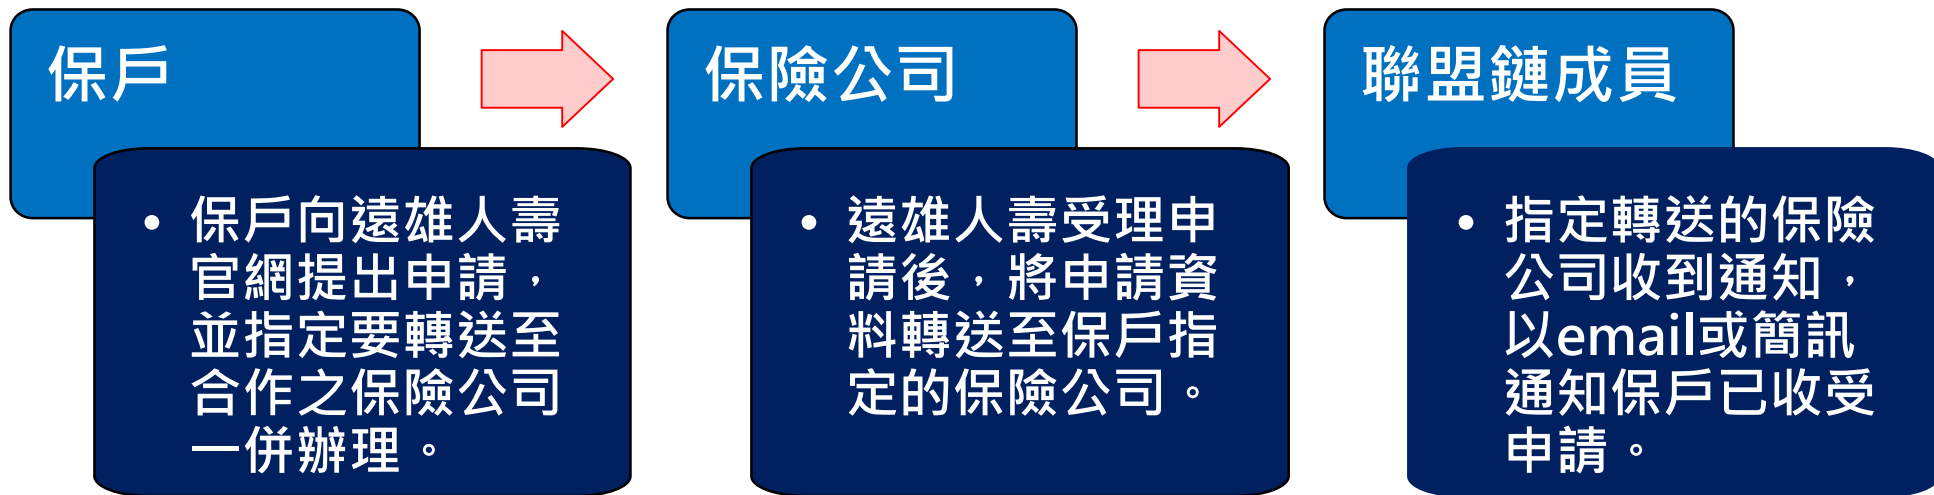 保戶
保戶向遠雄人壽
官網提出申請，
並指定要轉送至
合作之保險公司
一併辦理。
保險公司
遠雄人壽受理申
請後，將申請資
料轉送至保戶指
定的保險公司。
聯盟鏈成員
指定轉送的保險
公司收到通知，
以email或簡訊
通知保戶已收受
申請。